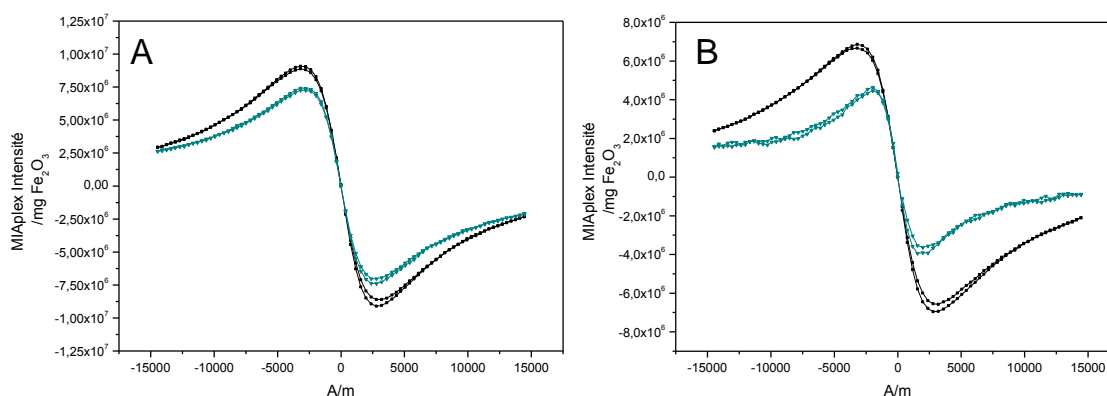 A
MIAplex Intensité
/mg Fe₂O₃
1,25x10⁷
1,00x10⁷
7,50x10⁶
5,00x10⁶
2,50x10⁶
0,00
-2,50x10⁶
-5,00x10⁶
-7,50x10⁶
-1,00x10⁷
-1,25x10⁷
-15000 -10000 -5000 0 5000 10000 15000
A/m
B
MIAplex Intensité
/mg Fe₂O₃
8,0x10⁶
6,0x10⁶
4,0x10⁶
2,0x10⁶
0,0
-2,0x10⁶
-4,0x10⁶
-6,0x10⁶
-8,0x10⁶
-15000 -10000 -5000 0 5000 10000 15000
A/m